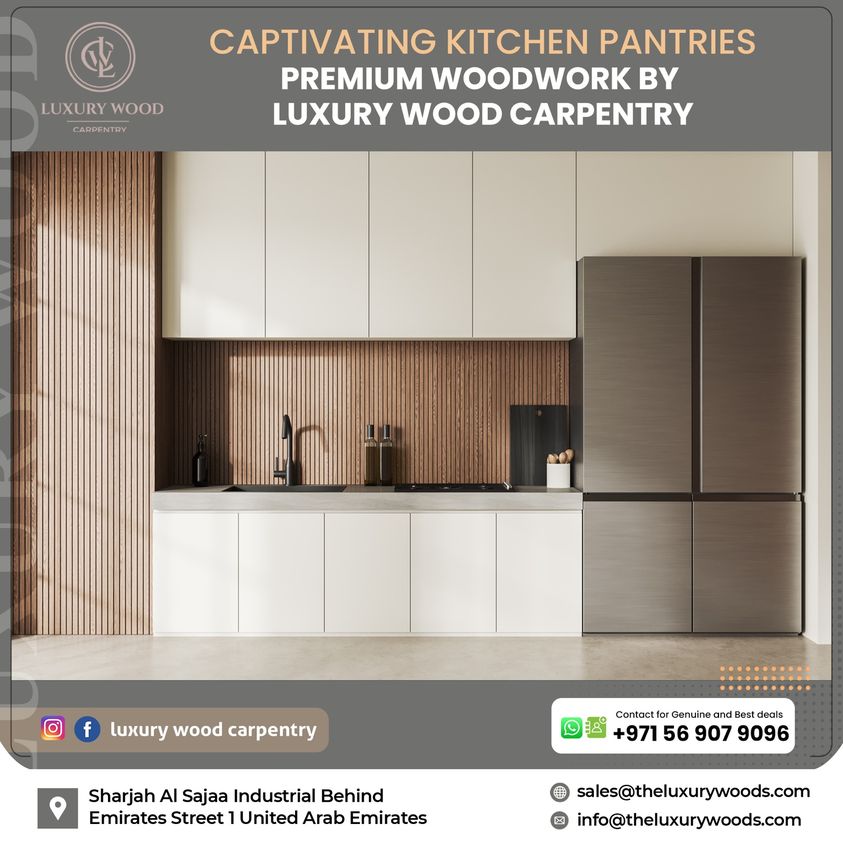 LUXURY WOOD
CARPENTRY
CAPTIVATING KITCHEN PANTRIES
PREMIUM WOODWORK BY
LUXURY WOOD CARPENTRY
LUXURY WOOD
luxury wood carpentry
Contact for Genuine and Best deals
+971 56 907 9096
Sharjah Al Sajaa Industrial Behind
Emirates Street 1 United Arab Emirates
sales@theluxurywoods.com
info@theluxurywoods.com